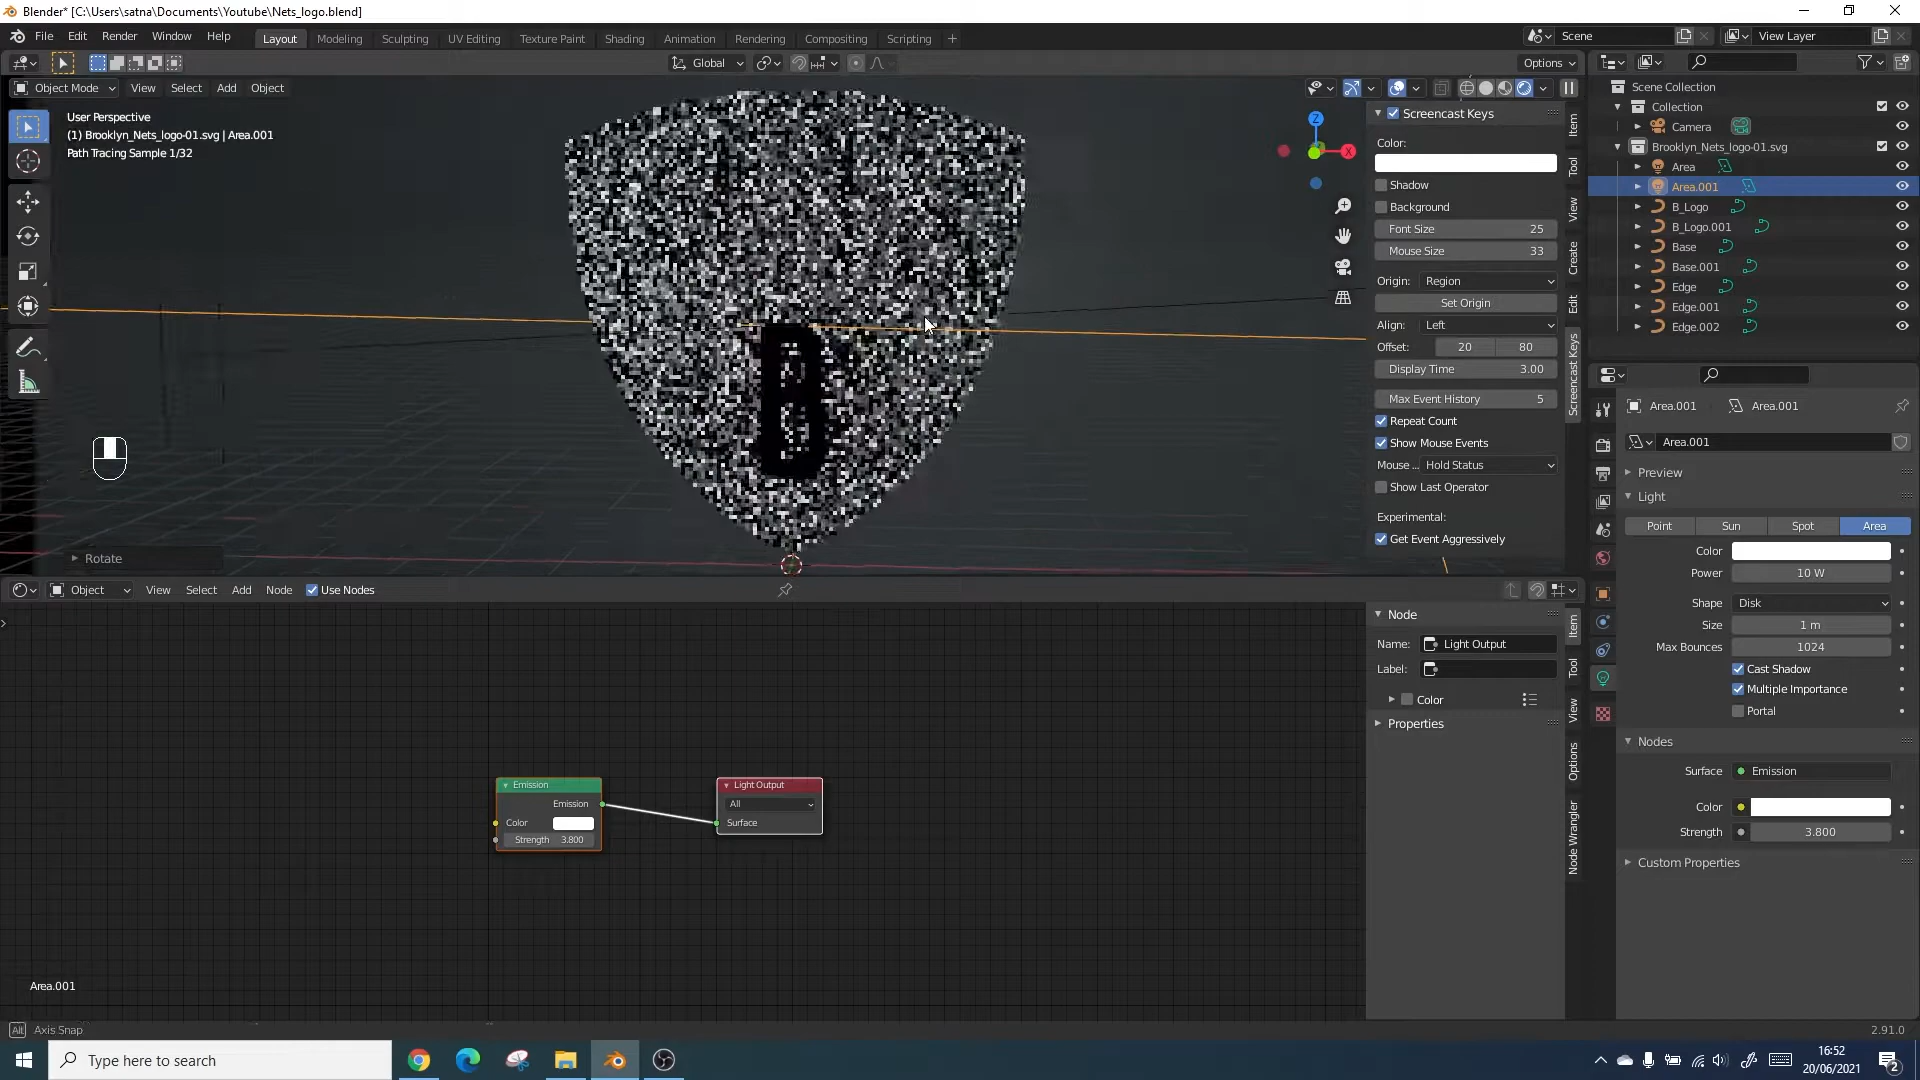 Blender* [C:\Users\satna\Documents\Youtube\Nets_logo.blend]
File Edit Render Window Help Layout Modeling Sculpting UV Editing Texture Paint Shading Animation Rendering Compositing Scripting + Scene View Layer
Global Options
Object Mode View Select Add Object
User Perspective
(1) Brooklyn_Nets_logo-01.svg | Area.001
Path Tracing Sample 1/32
Z
X
Rotate
Screencast Keys
Color:
Shadow
Background
Font Size 25
Mouse Size 33
Origin: Region
Set Origin
Align: Left
Offset: 20 80
Display Time 3.00
Max Event History 5
Repeat Count
Show Mouse Events
Mouse ... Hold Status
Show Last Operator
Experimental:
Get Event Aggressively
Item
Tool
View
Create
Edit
Screencast Keys
Scene Collection
Collection
Camera
Brooklyn_Nets_logo-01.svg
Area
Area.001
B_Logo
B_Logo.001
Base
Base.001
Edge
Edge.001
Edge.002
Area.001 Area.001
Area.001
Preview
Light
Point Sun Spot Area
Color
Power 10 W
Shape Disk
Size 1 m
Max Bounces 1024
Cast Shadow
Multiple Importance
Portal
Nodes
Surface Emission
Color
Strength 3.800
Custom Properties
Object View Select Add Node Use Nodes
Emission
Emission
Color
Strength 3.800
Light Output
All
Surface
Area.001
Node
Name: Light Output
Label:
Color
Properties
Item
Tool
View
Options
Node Wrangler
Alt Axis Snap
2.91.0
Type here to search
16:52
20/06/2021
2